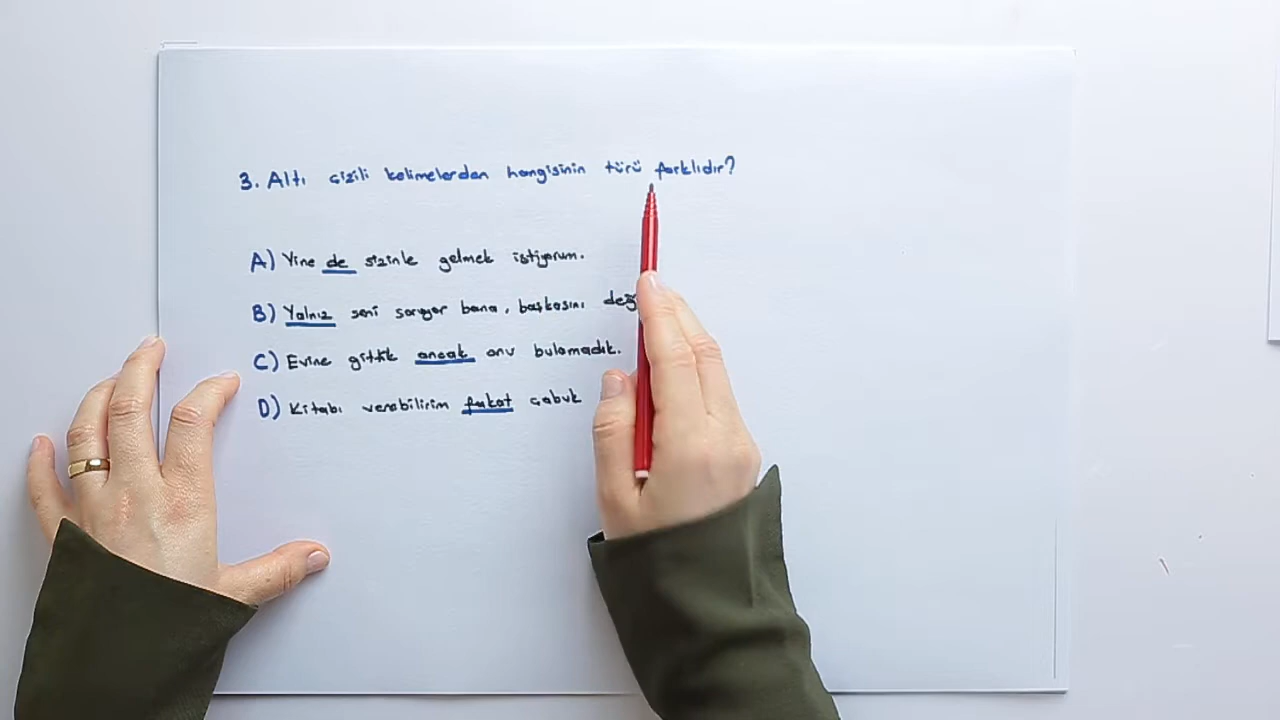 3. Altı çizili kelimelerden hangisinin türü farklıdır?
A) Yine de sizinle gelmek istiyorum.
B) Yalnız seni soruyor bana, başkasını
C) Evine gittik ancak onu bulamadık.
D) Kitabı verebilirim fakat çabuk